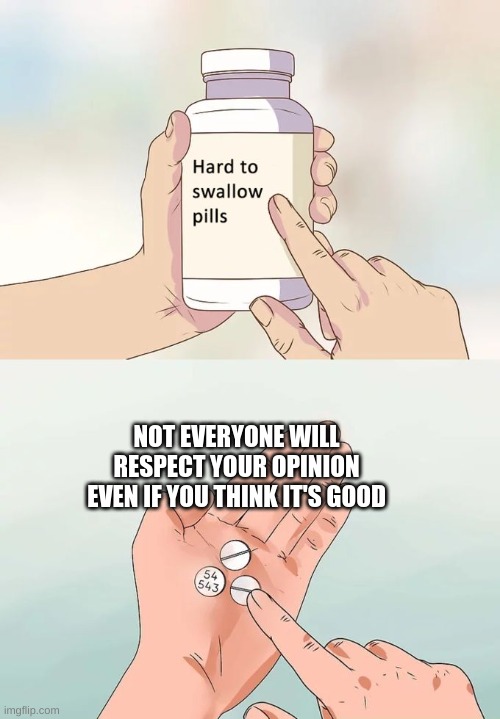 Hard to
swallow
pills
NOT EVERYONE WILL
RESPECT YOUR OPINION
EVEN IF YOU THINK IT'S GOOD
54
543
imgflip.com